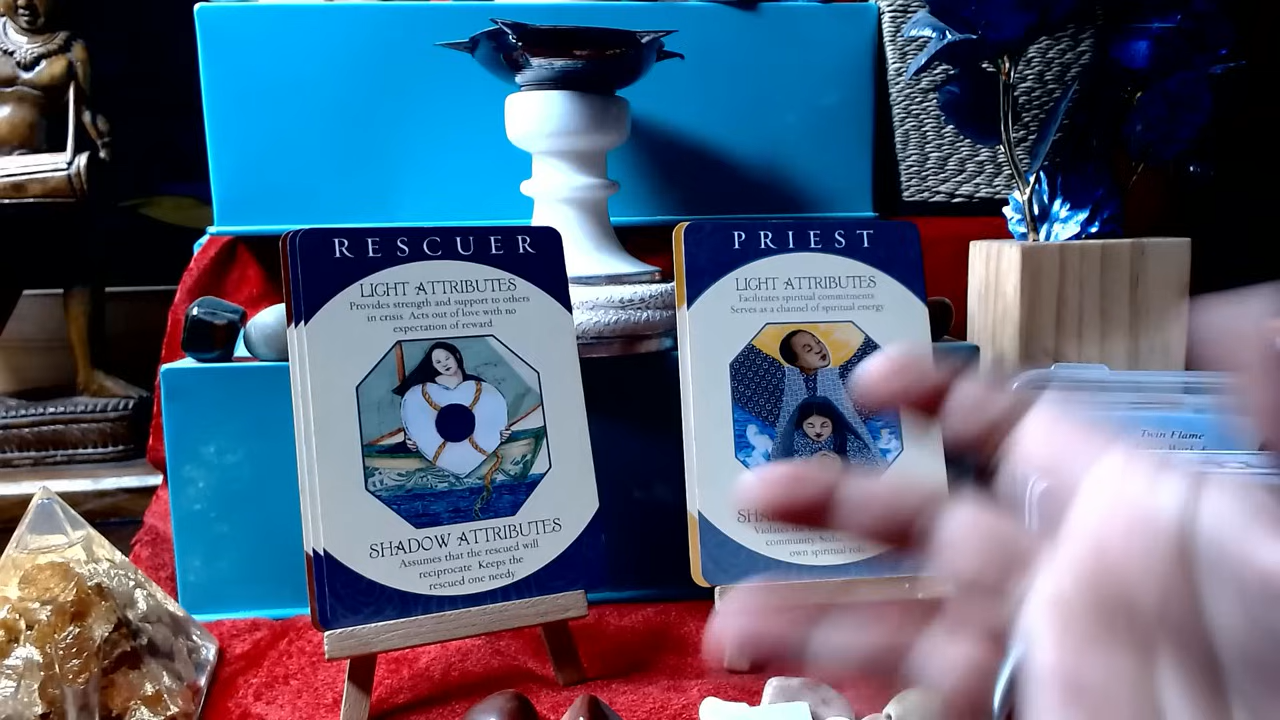 RESCUER
LIGHT ATTRIBUTES
Provides strength and support to others
in crisis Acts out of love with no
expectation of reward
SHADOW ATTRIBUTES
Assumes that the rescued will
reciprocate Keeps the
rescued one needy
PRIEST
LIGHT ATTRIBUTES
Facilitates spiritual commitments
Serves as a channel of spiritual energy
Violates the
community.
own spiritual
Twin Flame